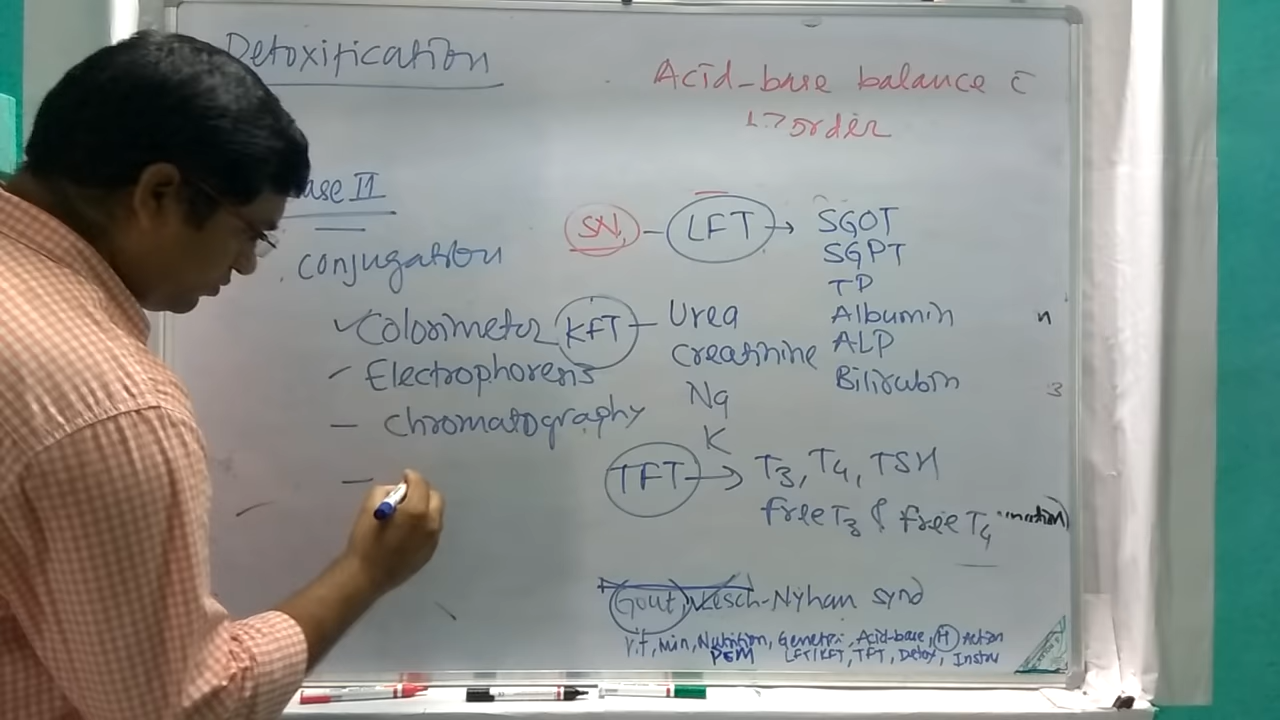 Detoxification
Acid-base balance c̄
order
ase II
conjugation
Colorimeter
- Electrophoresis
- Chromatography
-
SN, - LFT → SGOT
SGPT
TP
Albumin
ALP
Bilirubin
KFT - Urea
Creatinine
Na
K
TFT → T3, T4, TSH
free T3 & free T4
n
3
Gout, Lesch-Nyhan synd
Vit, Min, Nutrition, Genetic, Acid-base, H Action
PEM LFT/KFT, TFT, Detox, Instru